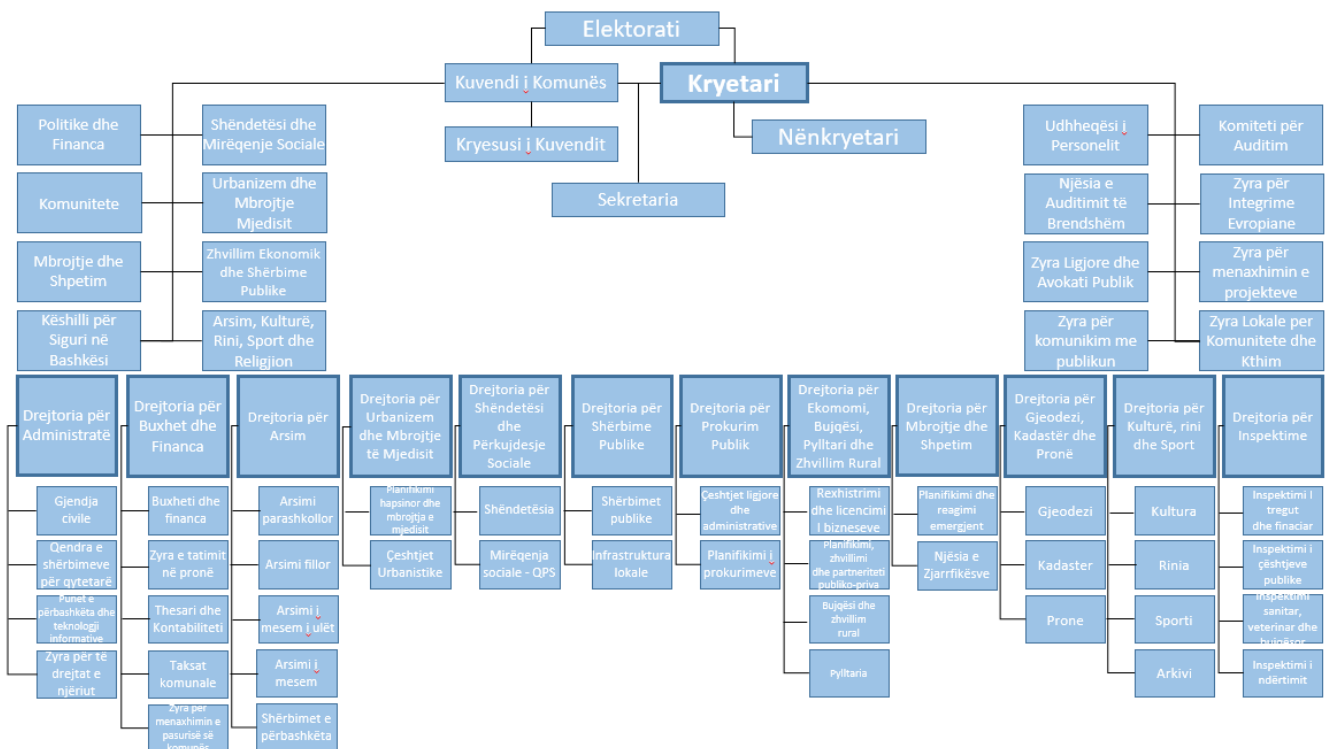 Elektorati
Kuvendi i Komunës
Kryetari
Kryesusi i Kuvendit
Nënkryetari
Sekretaria
Politike dhe
Financa
Shëndetësi dhe
Mirëqenje Sociale
Komunitete
Urbanizem dhe
Mbrojtje
Mjedisit
Mbrojtje dhe
Shpetim
Zhvillim Ekonomik
dhe Shërbime
Publike
Këshilli për
Siguri në
Bashkësi
Arsim, Kulturë,
Rini, Sport dhe
Religjion
Udhheqësi i
Personelit
Komiteti për
Auditim
Njësia e
Auditimit të
Brendshëm
Zyra për
Integrime
Evropiane
Zyra Ligjore dhe
Avokati Publik
Zyra për
menaxhimin e
projekteve
Zyra për
komunikim me
publikun
Zyra Lokale per
Komunitete dhe
Kthim
Drejtoria për
Administratë
Gjendja
civile
Qendra e
shërbimeve
për qytetarë
Punet e
përbashkëta dhe
teknologji
informative
Zyra për të
drejtat e
njëriut
Drejtoria për
Buxhet dhe
Financa
Buxheti dhe
financa
Zyra e tatimit
në pronë
Thesari dhe
Kontabiliteti
Taksat
komunale
Zyra për
menaxhimin e
pasurisë së
komunës
Drejtoria për
Arsim
Arsimi
parashkollor
Arsimi fillor
Arsimi i
mesem i ulët
Arsimi i
mesem
Shërbimet e
përbashkëta
Drejtoria për
Urbanizem
dhe Mbrojtje
të Mjedisit
Planifikimi
hapsinor dhe
mbrojtja e
mjedisit
Çeshtjet
Urbanistike
Drejtoria për
Shëndetësi
dhe
Përkujdesje
Sociale
Shëndetësia
Mirëqenja
sociale - QPS
Drejtoria për
Shërbime
Publike
Shërbimet
publike
Infrastruktura
lokale
Drejtoria për
Prokurim
Publik
Çeshtjet ligjore
dhe
administrative
Planifikimi i
prokurimeve
Drejtoria për
Ekomomi,
Bujqësi,
Pylltari dhe
Zhvillim Rural
Rexhistrimi
dhe licencimi
I bizneseve
Planifikimi,
zhvillimi
dhe partneriteti
publiko-priva
Bujqësi dhe
zhvillim
rural
Pylltaria
Drejtoria për
Mbrojtje dhe
Shpetim
Planifikimi dhe
reagimi
emergjent
Njësia e
Zjarrfikësve
Drejtoria për
Gjeodezi,
Kadastër dhe
Pronë
Gjeodezi
Kadaster
Prone
Drejtoria për
Kulturë, rini
dhe Sport
Kultura
Rinia
Sporti
Arkivi
Drejtoria për
Inspektime
Inspektimi I
tregut
dhe finaciar
Inspektimi i
çështjeve
publike
Inspektimi
sanitar,
veterinar dhe
bujqësor
Inspektimi i
ndërtimit